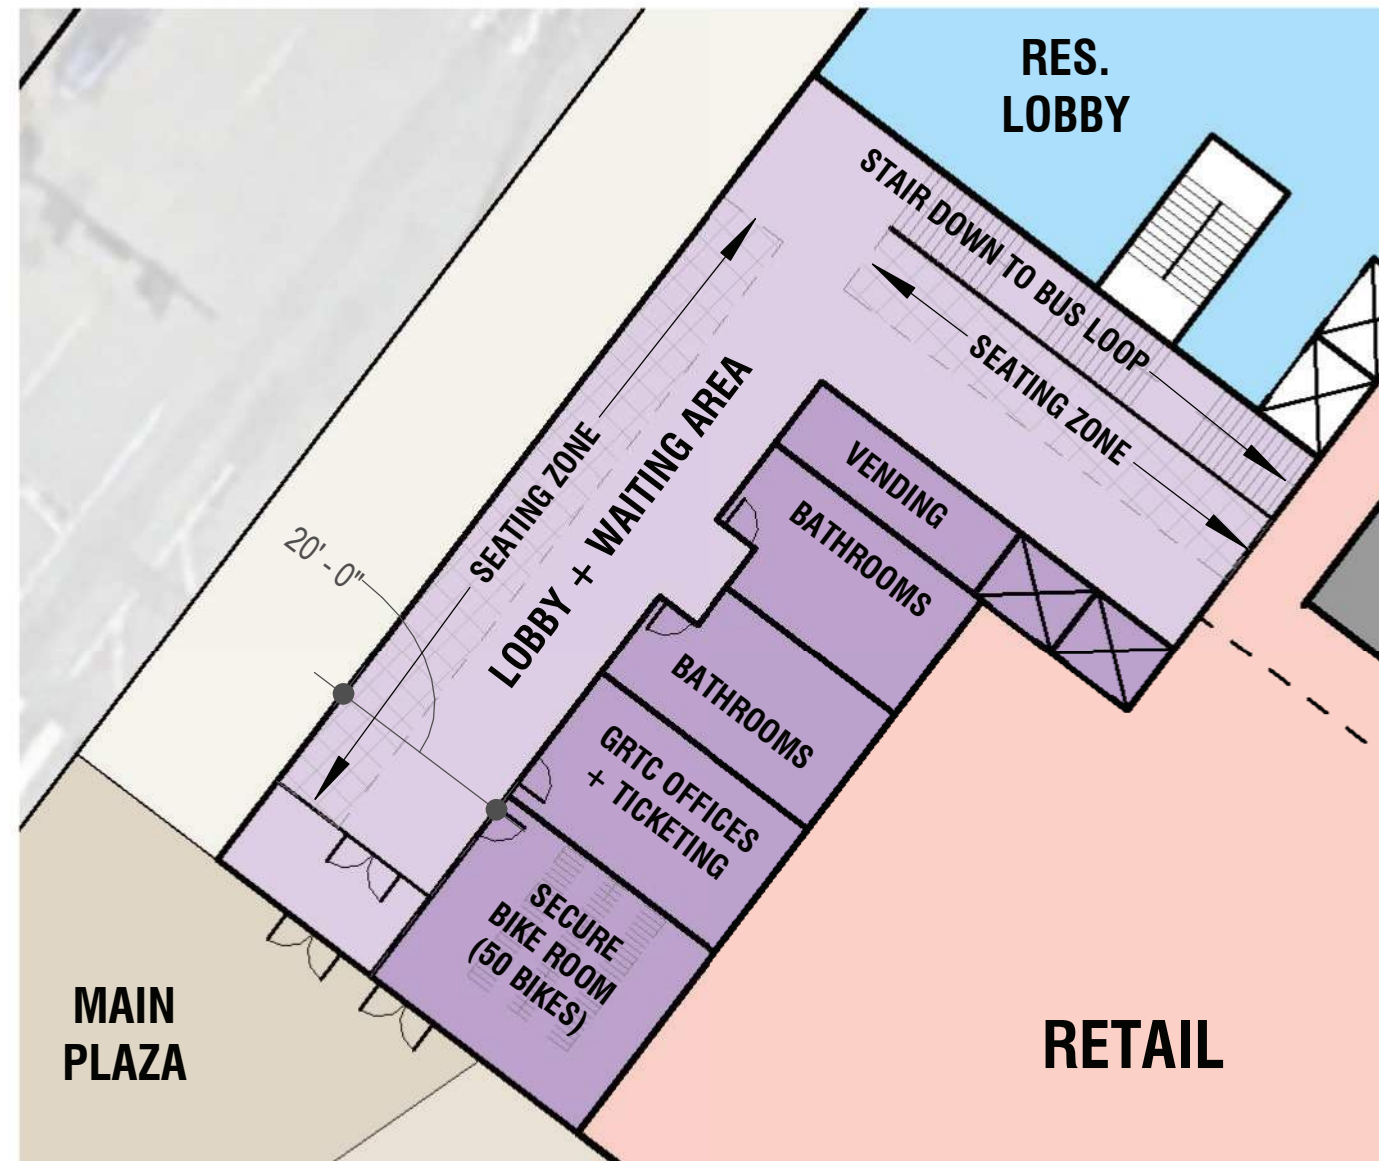 RES.
LOBBY
STAIR DOWN TO BUS LOOP
SEATING ZONE
SEATING ZONE
LOBBY + WAITING AREA
VENDING
BATHROOMS
20' - 0"
BATHROOMS
GRTC OFFICES
+ TICKETING
SECURE
BIKE ROOM
(50 BIKES)
MAIN
PLAZA
RETAIL